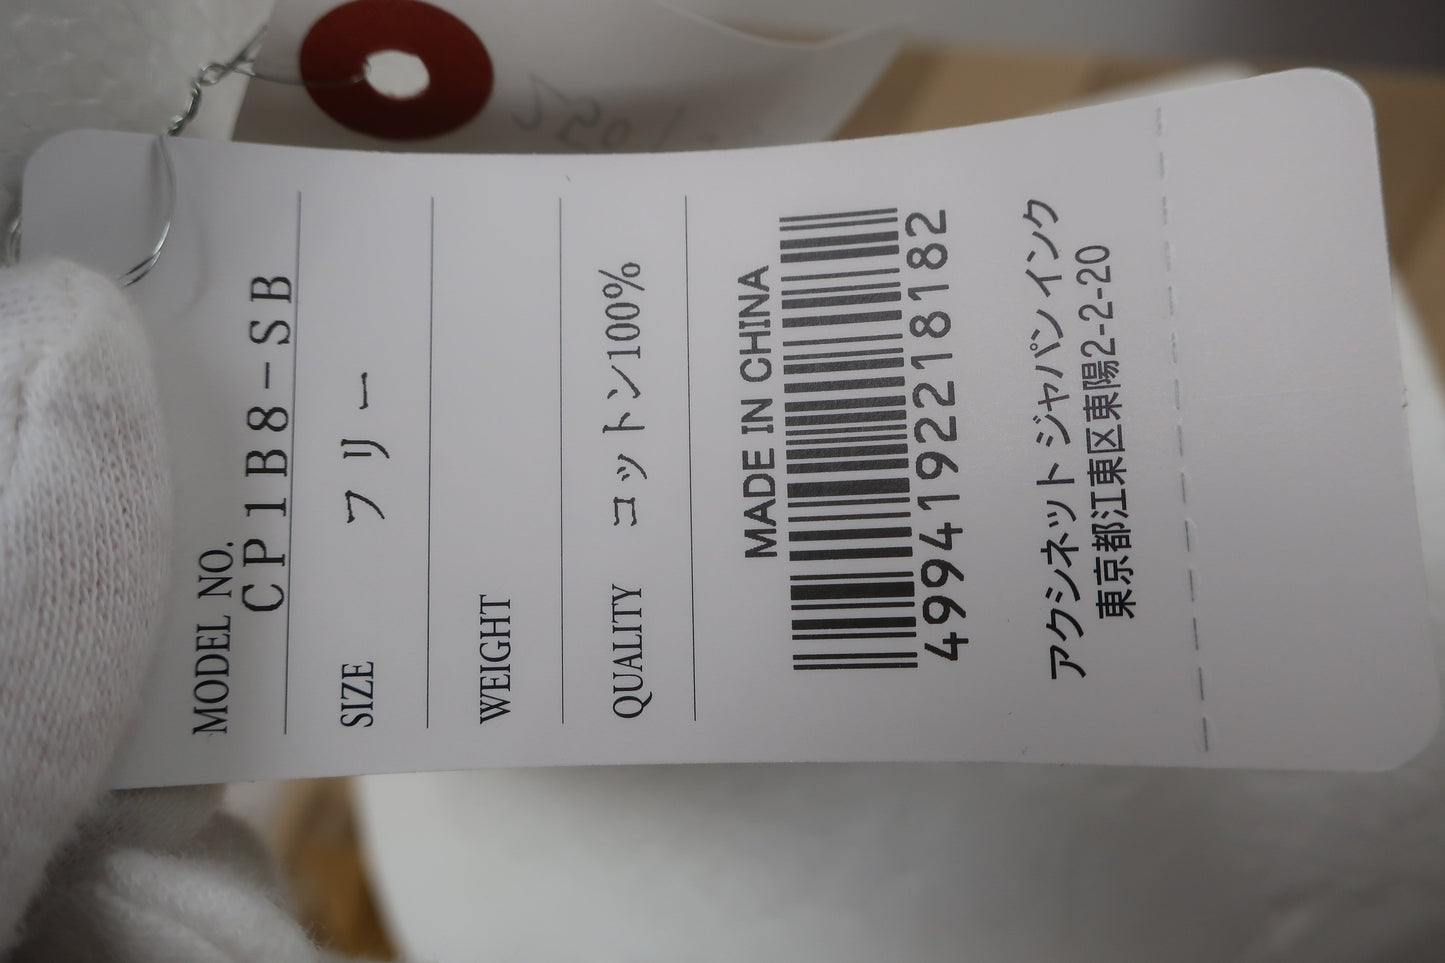 MODEL NO.
CP1B8-SB
SIZE フリー
WEIGHT
QUALITY コットン100%
MADE IN CHINA
4994192218182
アクシネット ジャパン インク
東京都江東区東陽2-2-20